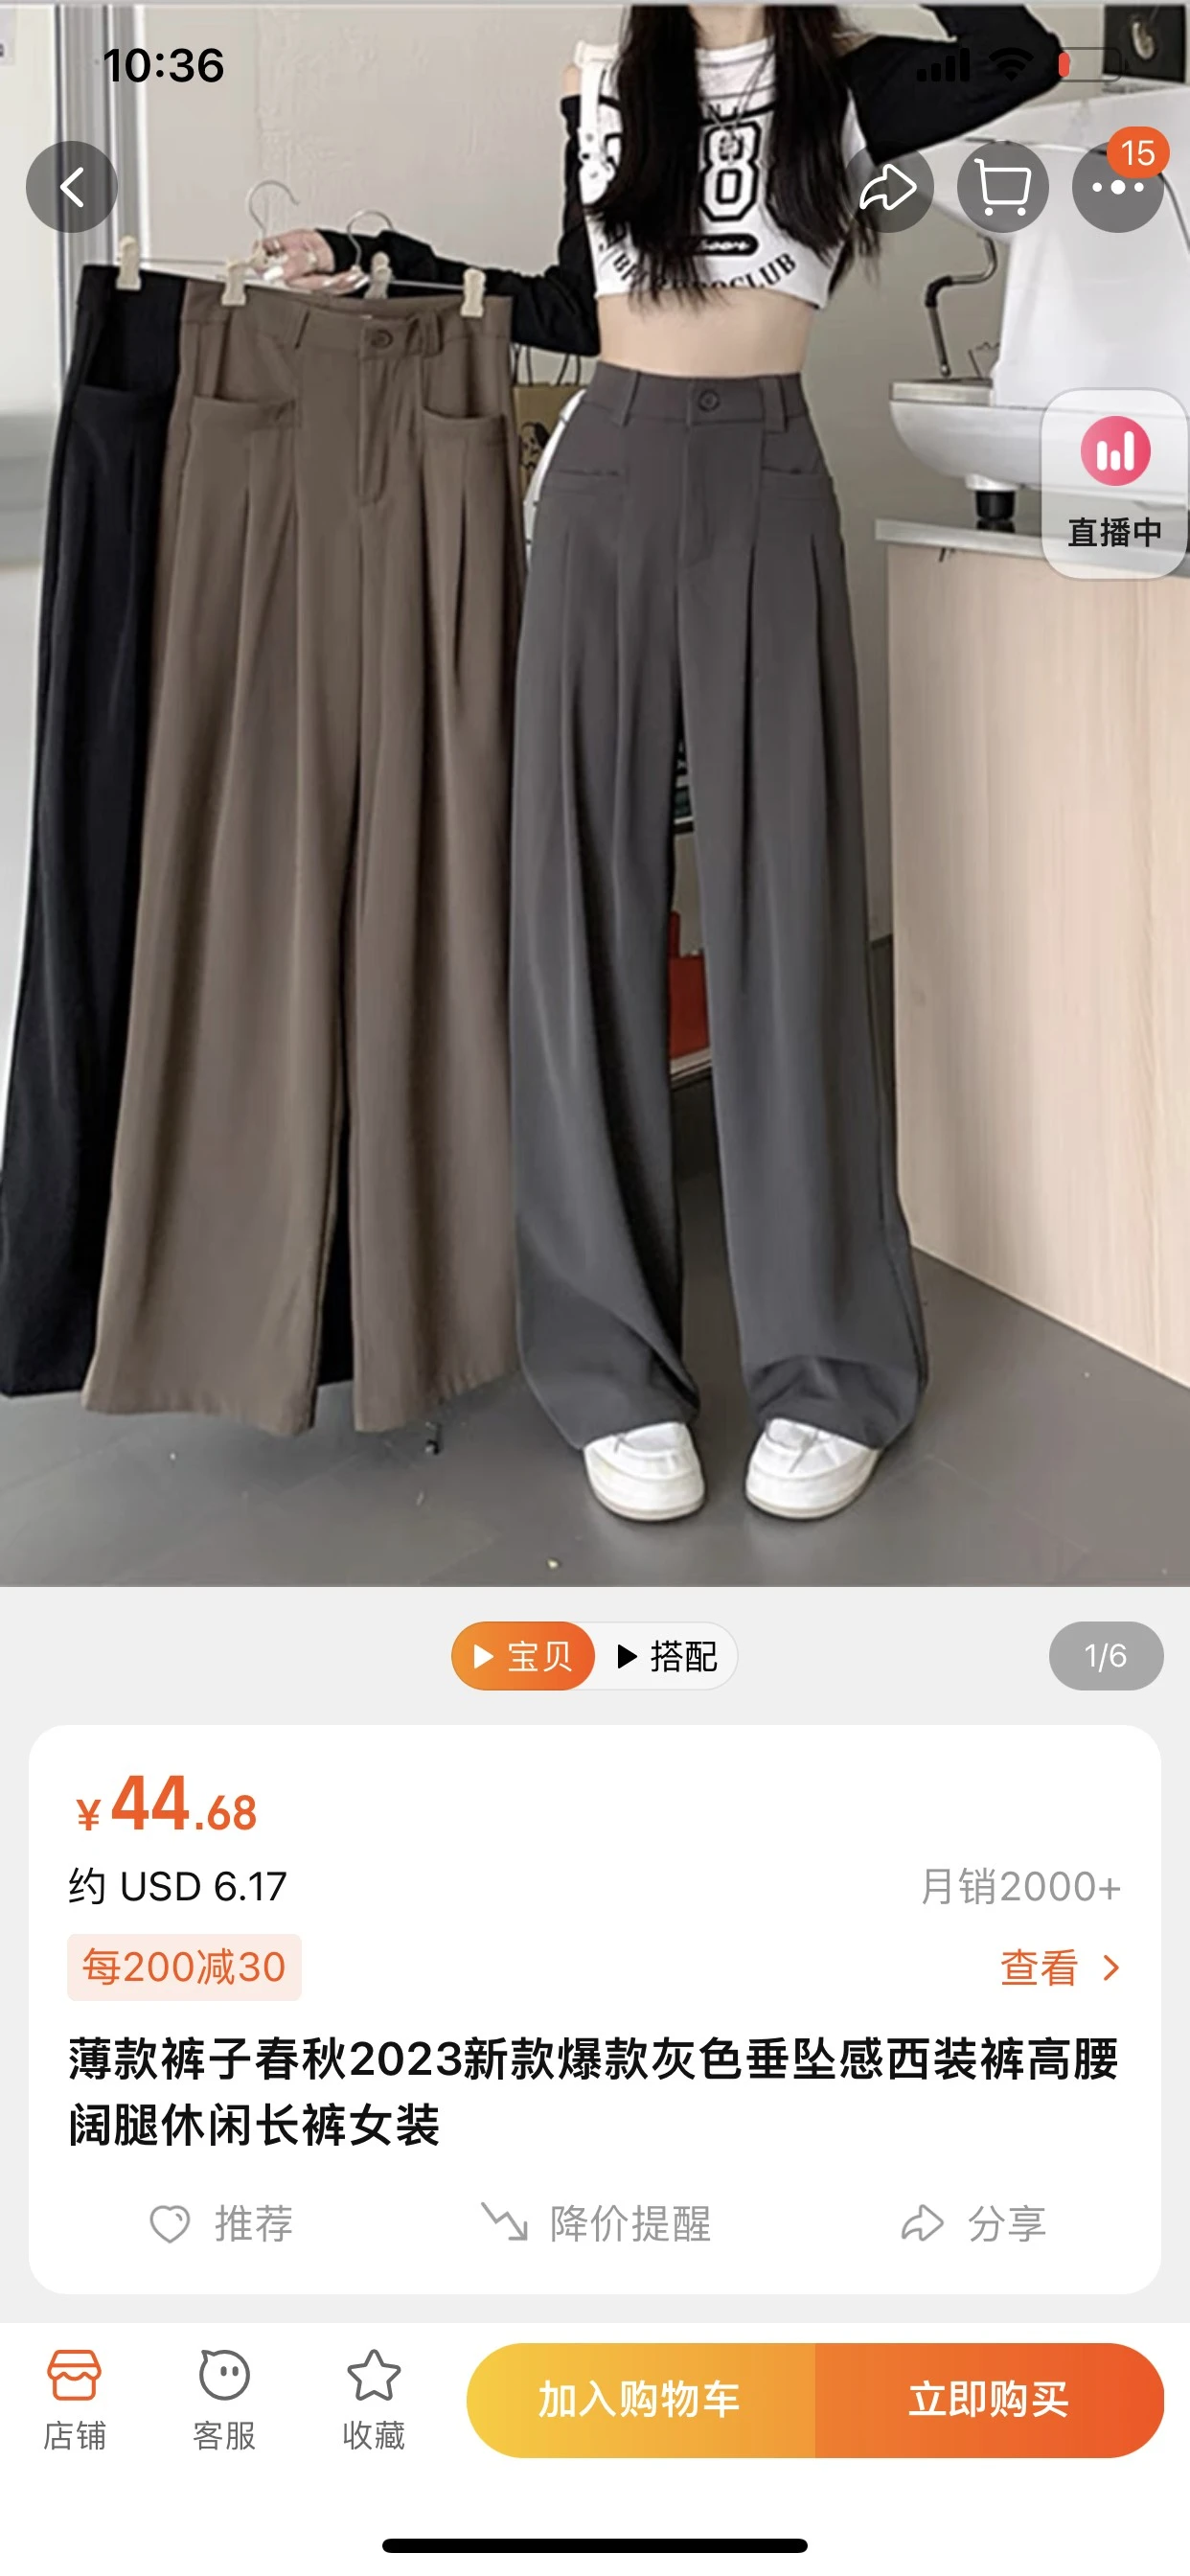 10:36
15
8
直播中
宝贝
搭配
1/6
¥44.68
约 USD 6.17
月销2000+
每200减30
查看
薄款裤子春秋2023新款爆款灰色垂坠感西装裤高腰
阔腿休闲长裤女装
推荐
降价提醒
分享
店铺
客服
收藏
加入购物车
立即购买